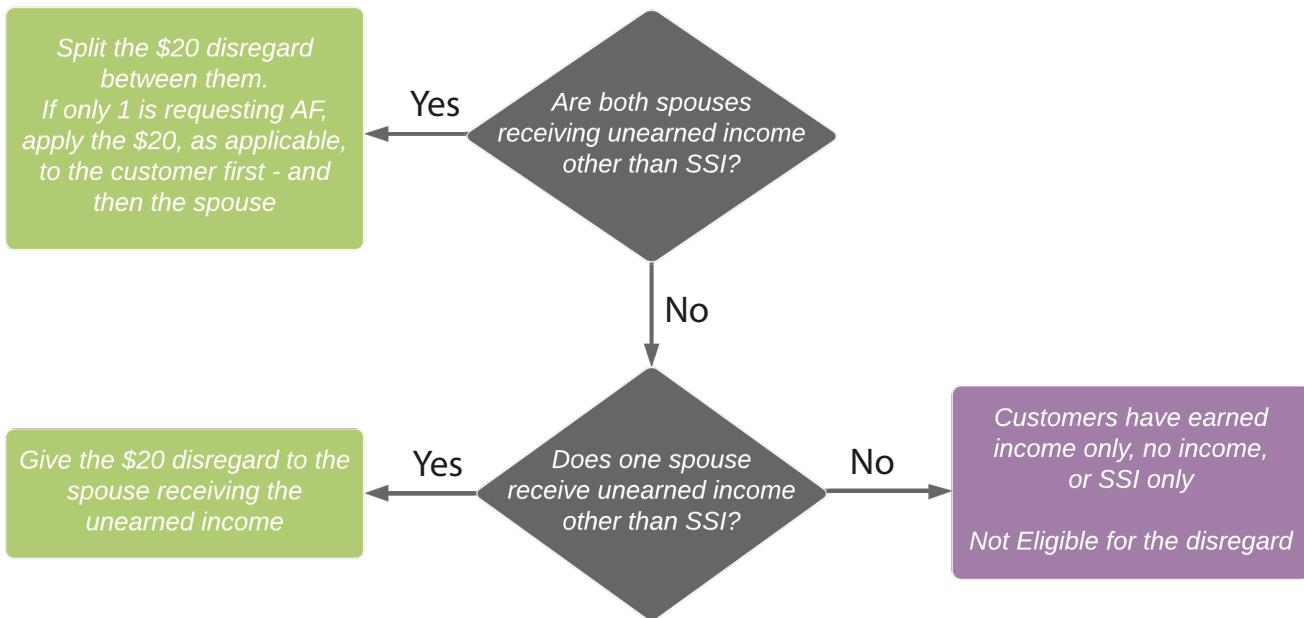 Split the $20 disregard
between them.
If only 1 is requesting AF,
apply the $20, as applicable,
to the customer first - and
then the spouse
Yes
Are both spouses
receiving unearned income
other than SSI?
No
Give the $20 disregard to the
spouse receiving the
unearned income
Yes
Does one spouse
receive unearned income
other than SSI?
No
Customers have earned
income only, no income,
or SSI only
Not Eligible for the disregard